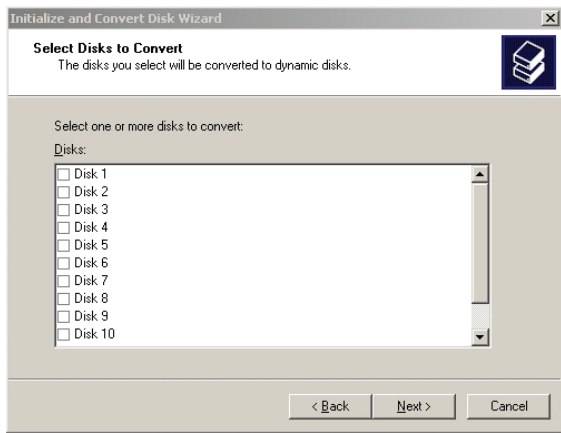 Initialize and Convert Disk Wizard
Select Disks to Convert
The disks you select will be converted to dynamic disks.
Select one or more disks to convert:
Disks:
Disk 1
Disk 2
Disk 3
Disk 4
Disk 5
Disk 6
Disk 7
Disk 8
Disk 9
Disk 10
< Back Next > Cancel